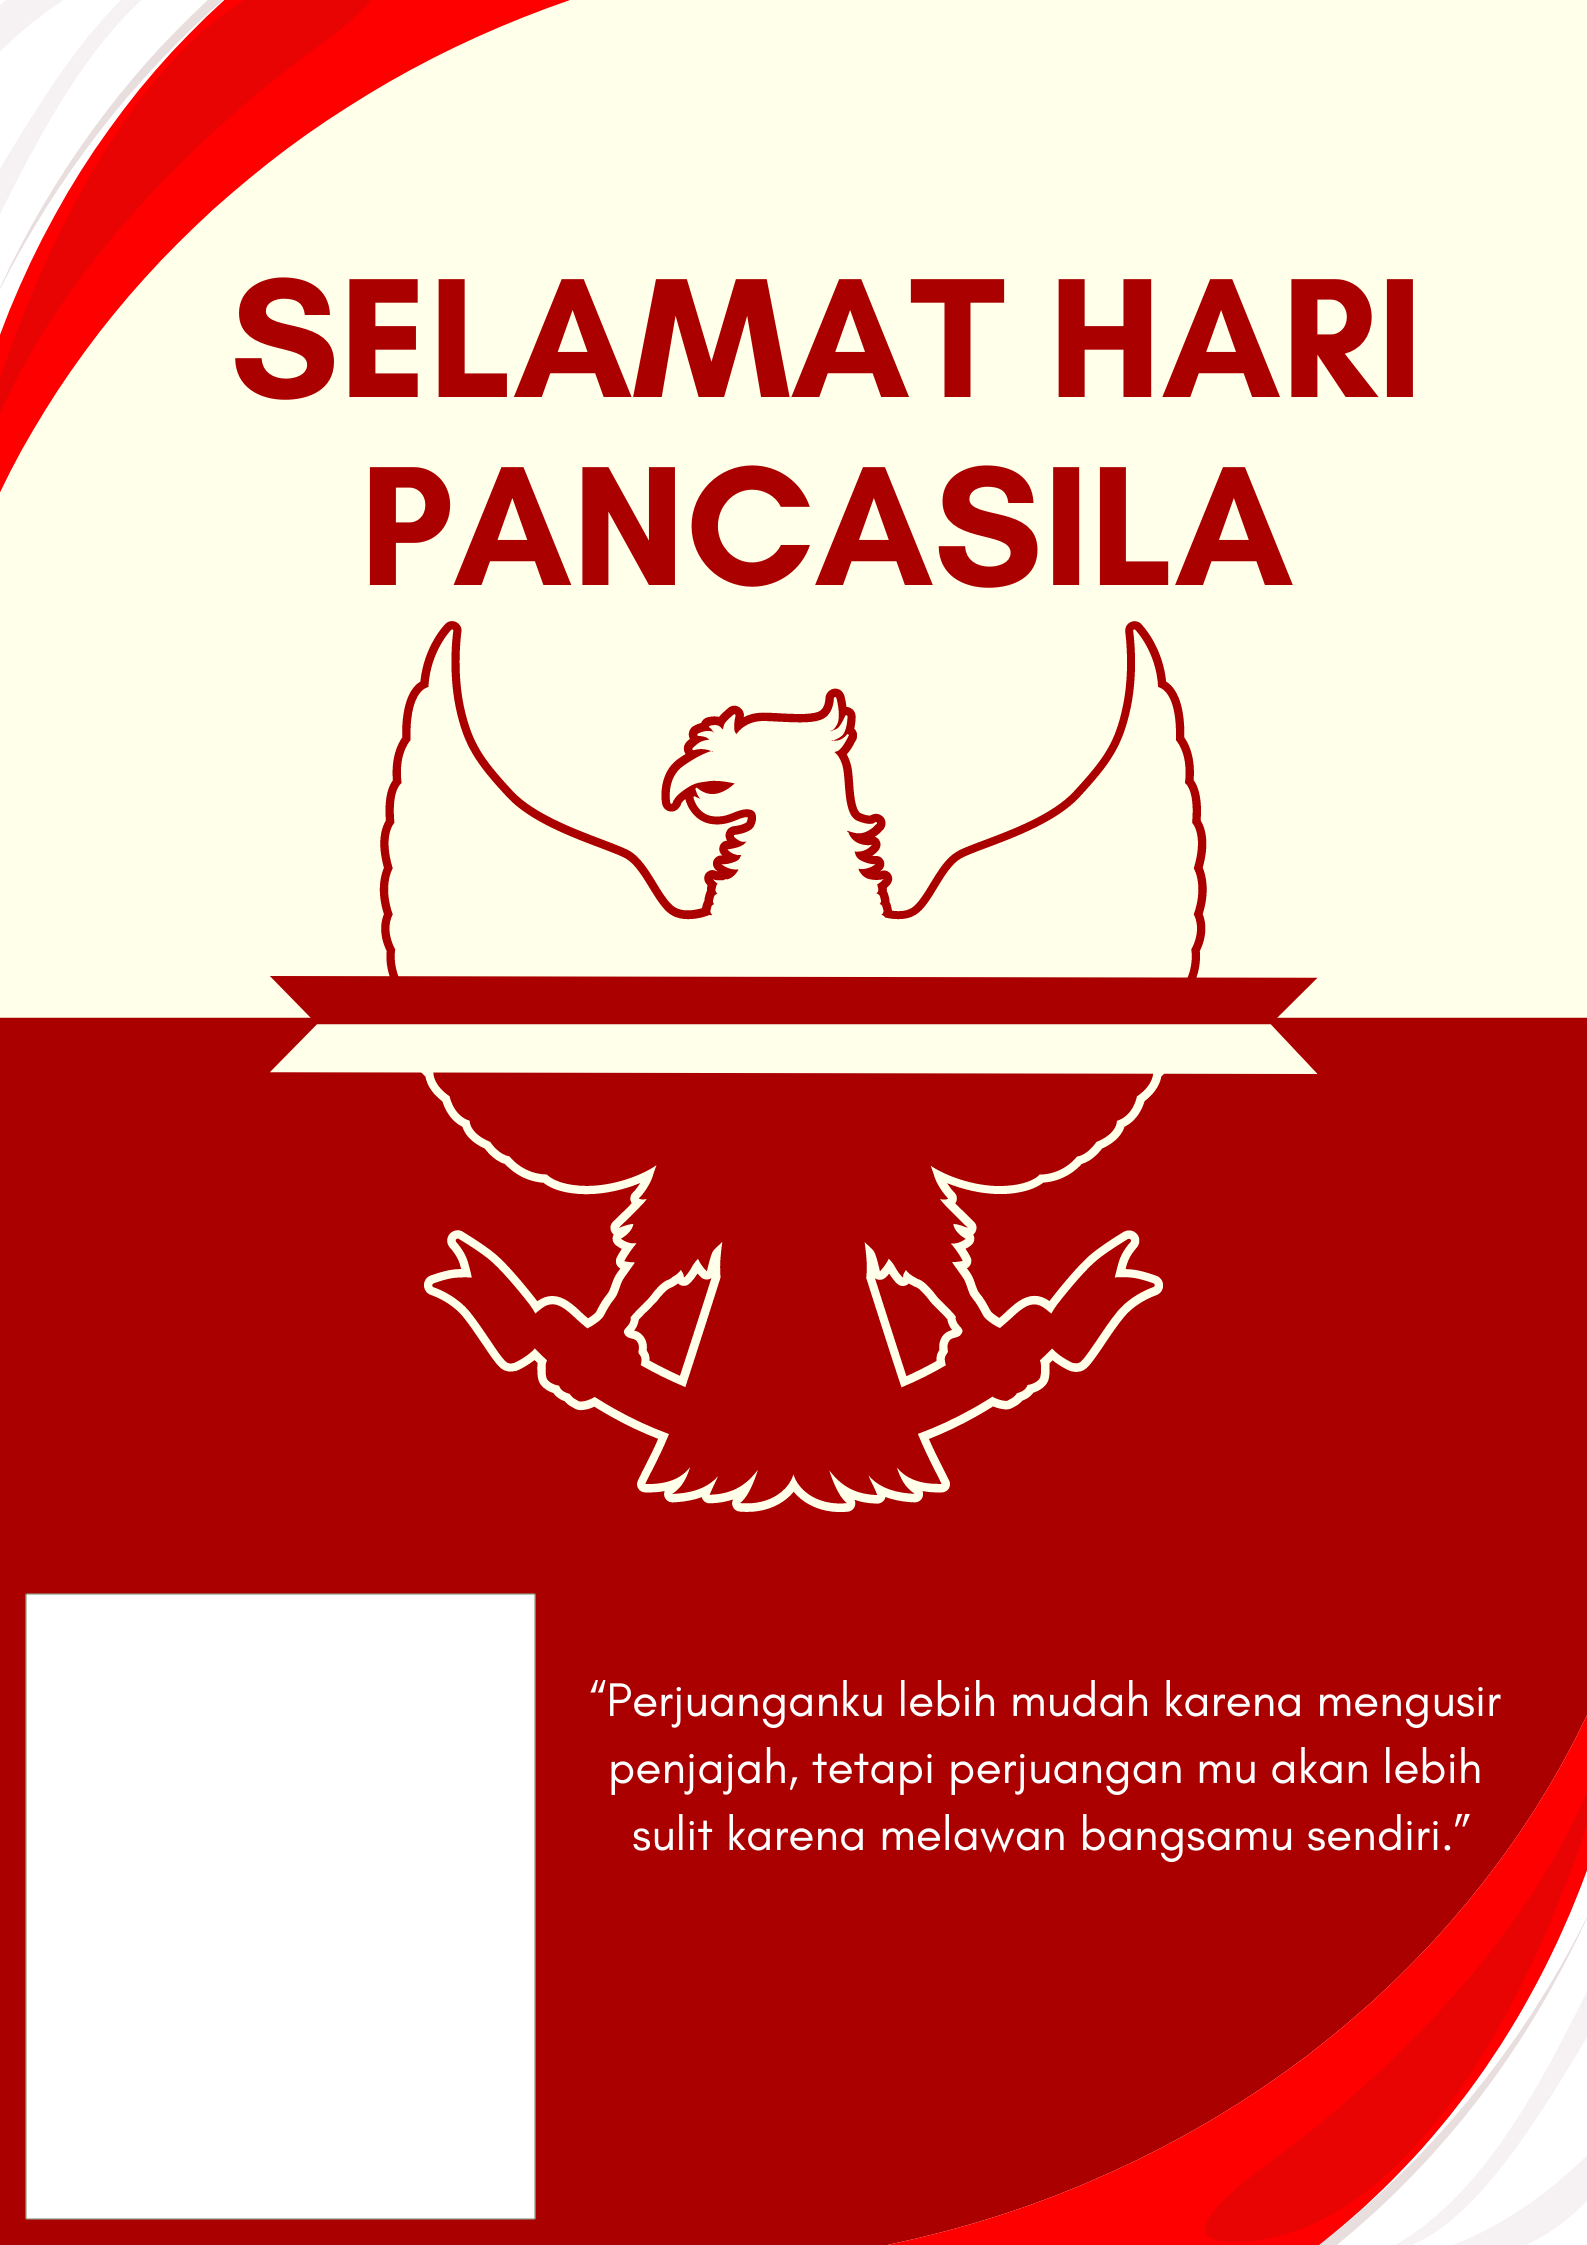 SELAMAT HARI
PANCASILA
“Perjuanganku lebih mudah karena mengusir
penjajah, tetapi perjuangan mu akan lebih
sulit karena melawan bangsamu sendiri.”